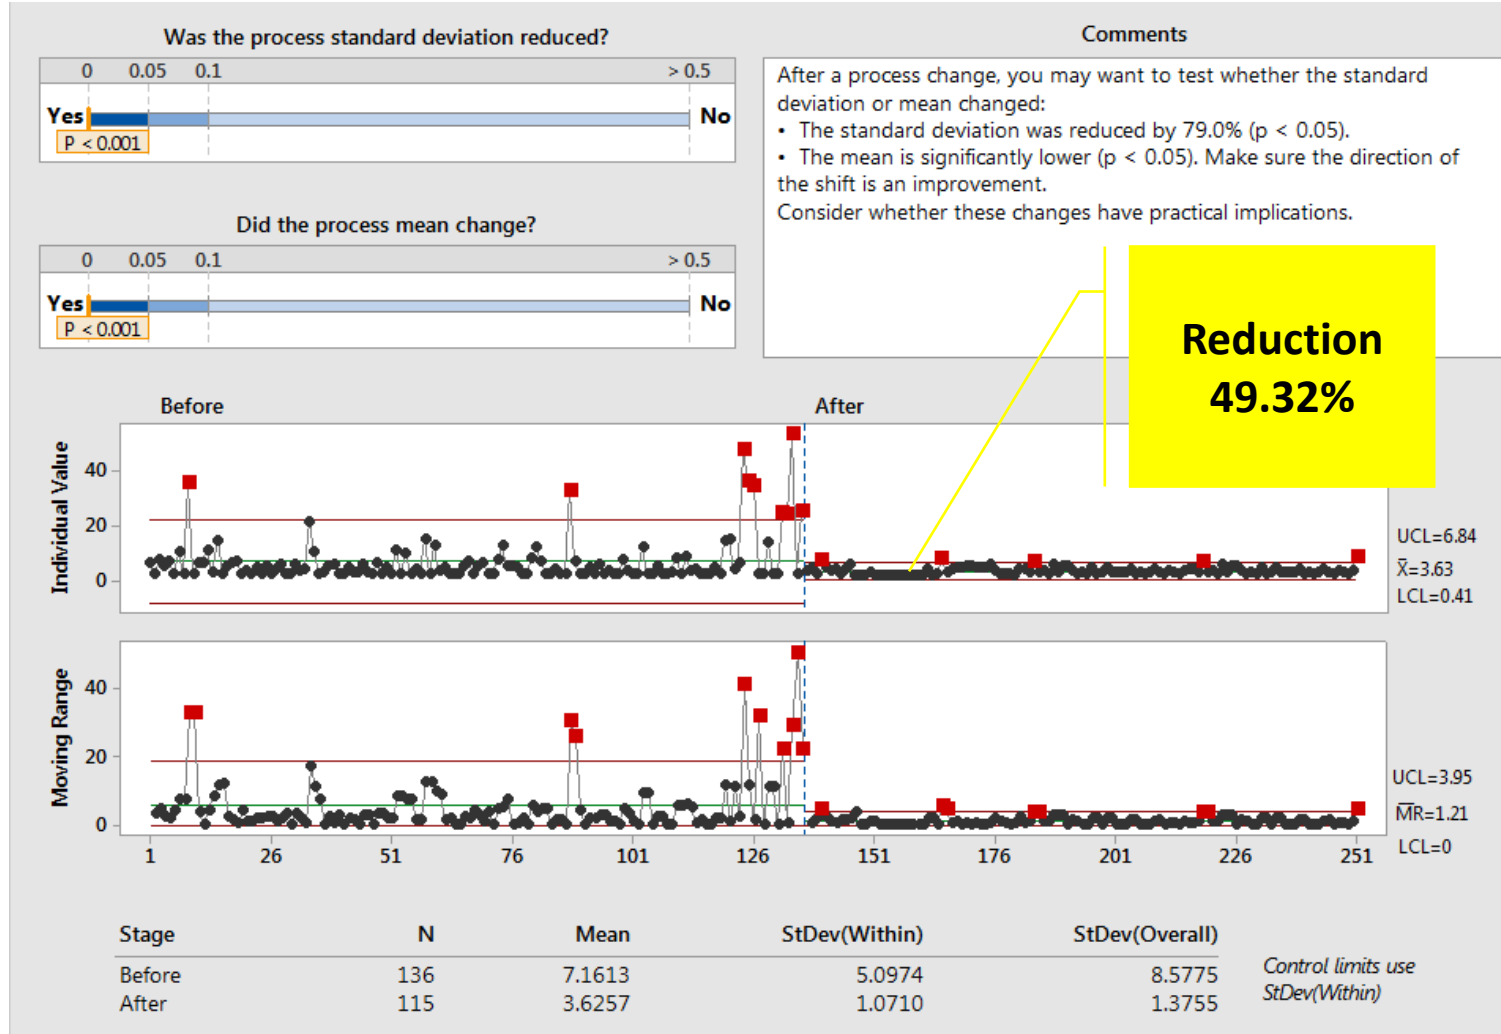 Was the process standard deviation reduced?
0 0.05 0.1 > 0.5
Yes No
P < 0.001
Did the process mean change?
0 0.05 0.1 > 0.5
Yes No
P < 0.001
Comments
After a process change, you may want to test whether the standard
deviation or mean changed:
• The standard deviation was reduced by 79.0% (p < 0.05).
• The mean is significantly lower (p < 0.05). Make sure the direction of
the shift is an improvement.
Consider whether these changes have practical implications.
Reduction
49.32%
Before After
Individual Value
40
20
0
UCL=6.84
X̅=3.63
LCL=0.41
Moving Range
40
20
0
UCL=3.95
M̅R̅=1.21
LCL=0
1 26 51 76 101 126 151 176 201 226 251
Stage N Mean StDev(Within) StDev(Overall)
Before 136 7.1613 5.0974 8.5775
After 115 3.6257 1.0710 1.3755
Control limits use
StDev(Within)